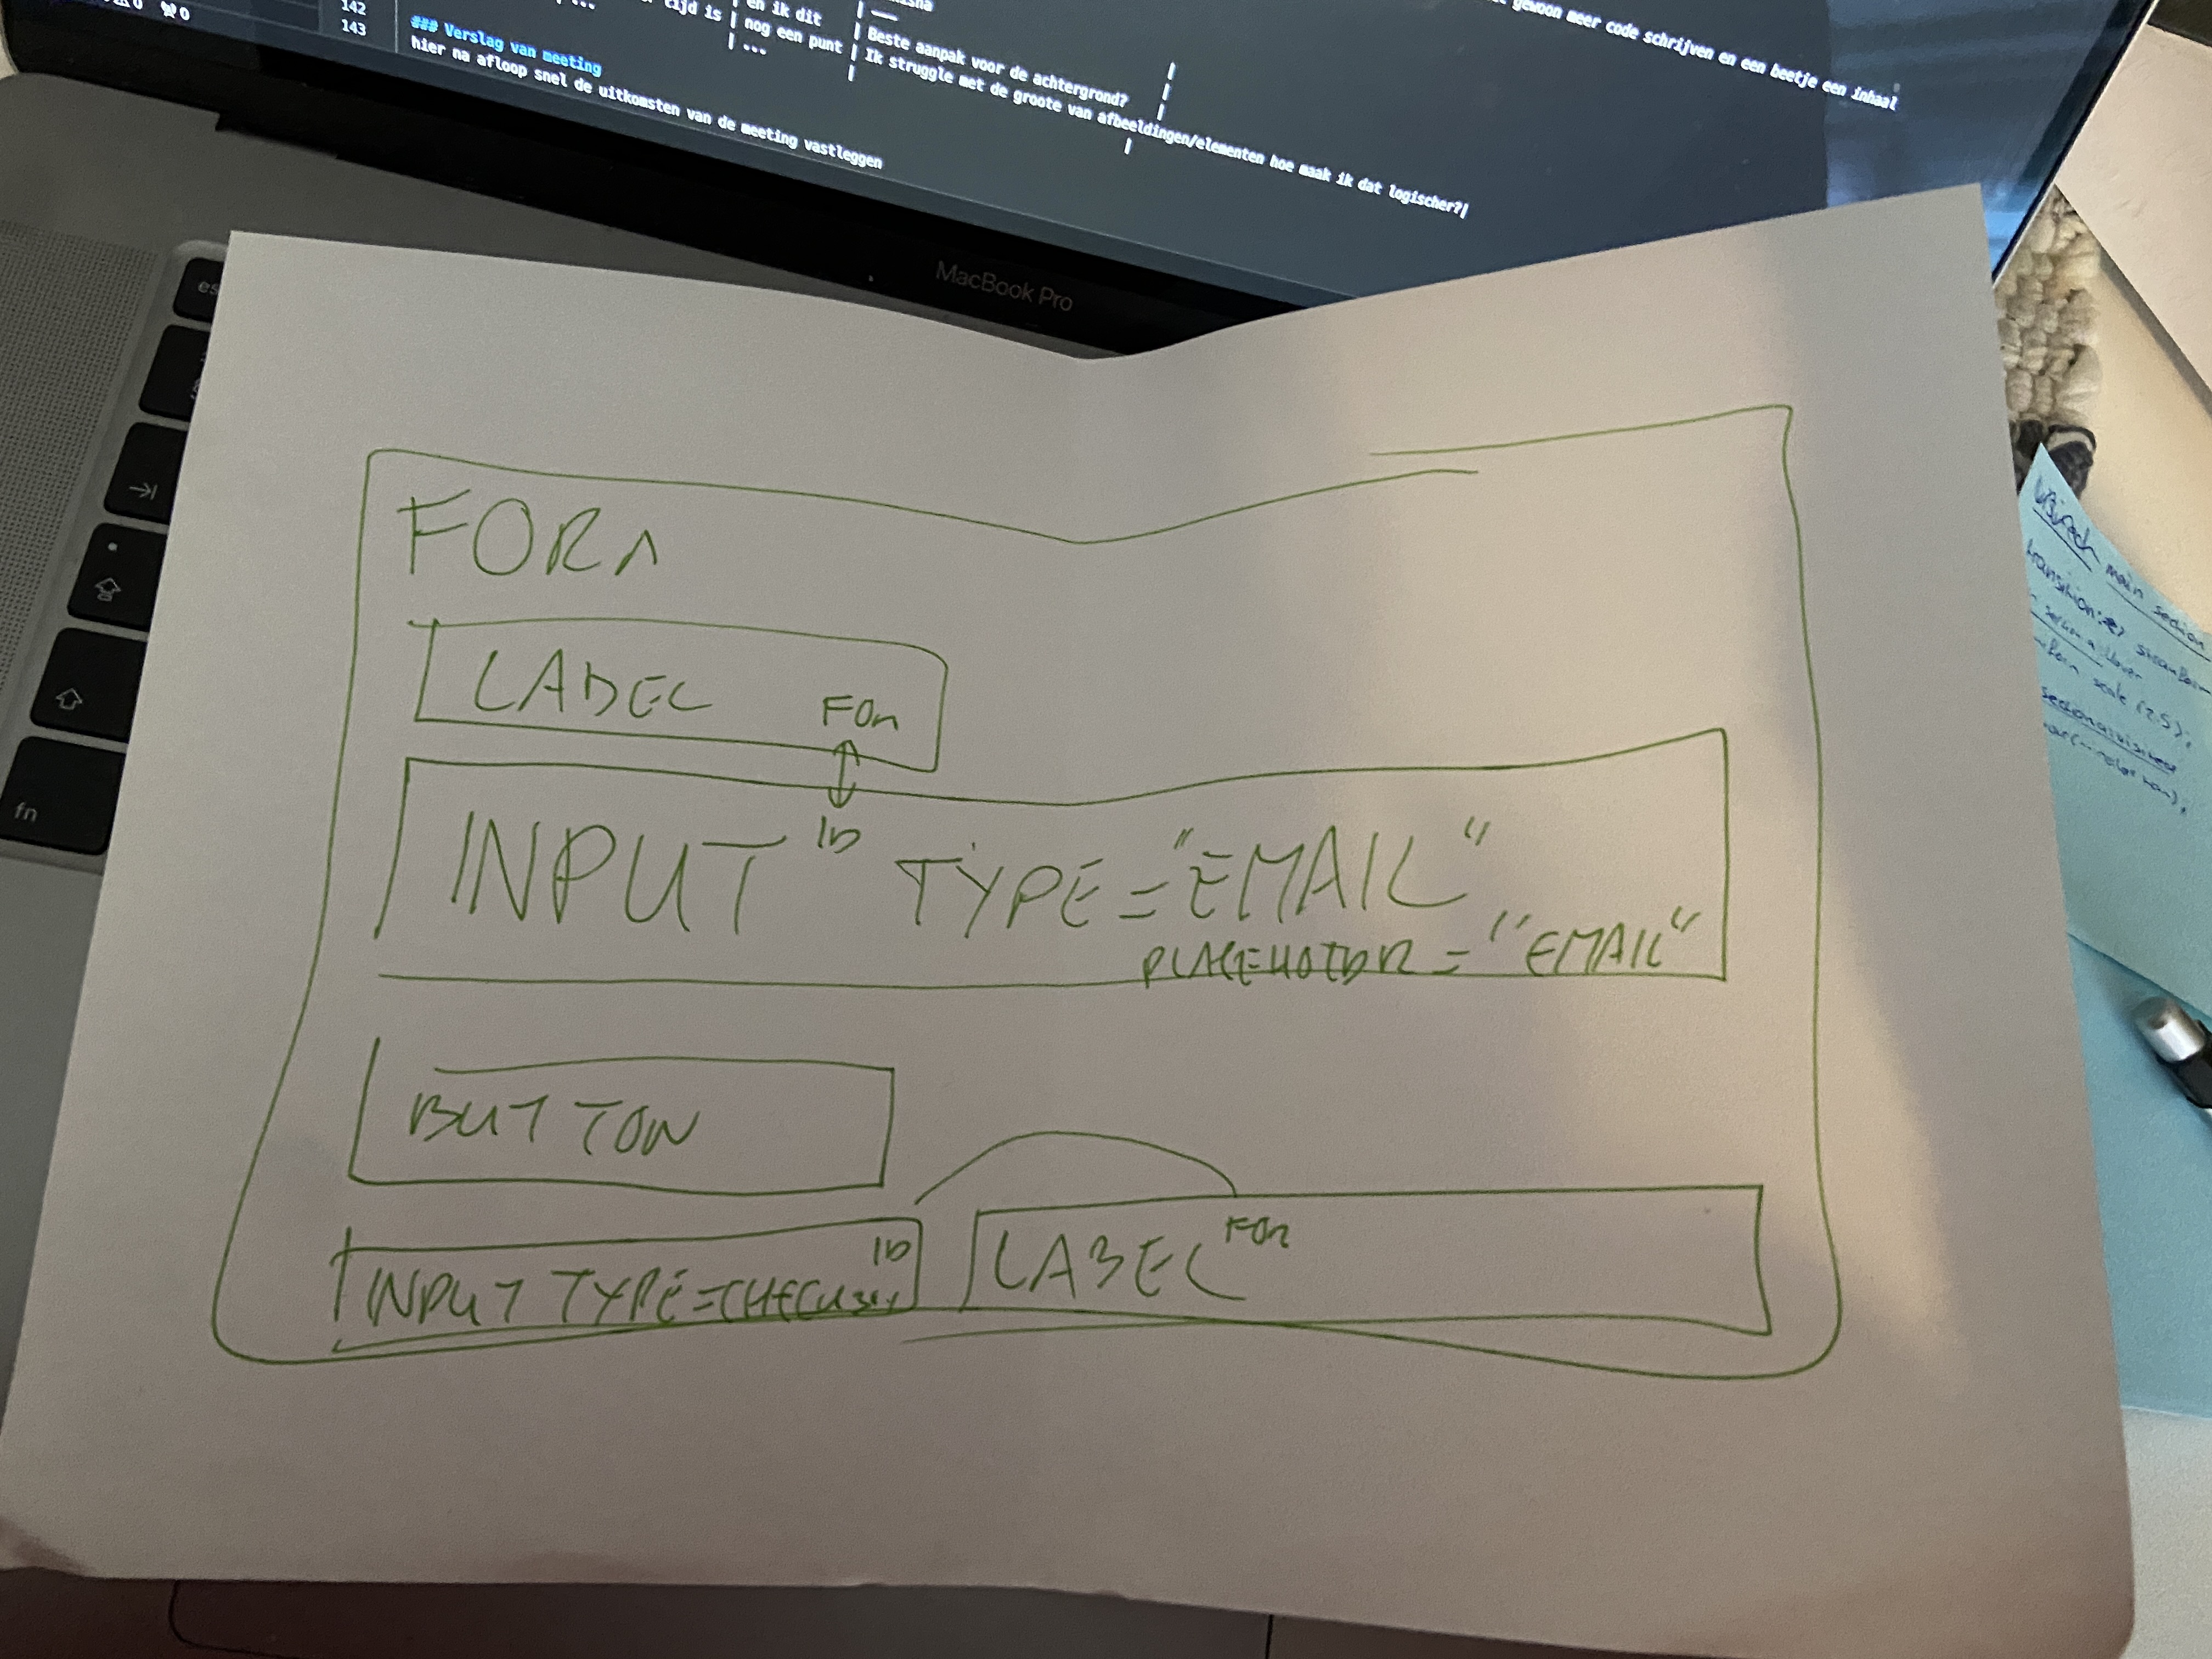 142
143
### Verslag van meeting
hier na afloop snel de uitkomsten van de meeting vastleggen
tijd is | en ik dit
| nog een punt | Beste aanpak voor de achtergrond? |
| ... | Ik struggle met de groote van afbeeldingen/elementen hoe maak ik dat logischer?|
gewoon meer code schrijven en een beetje een inhaal
MacBook Pro
fn
FORM
LABEL FOR
ID
INPUT TYPE="EMAIL"
PLACEHOLDER="EMAIL"
BUTTON
INPUT TYPE=CHECKBOX ID
LABEL FOR
main section
scale (2.5);